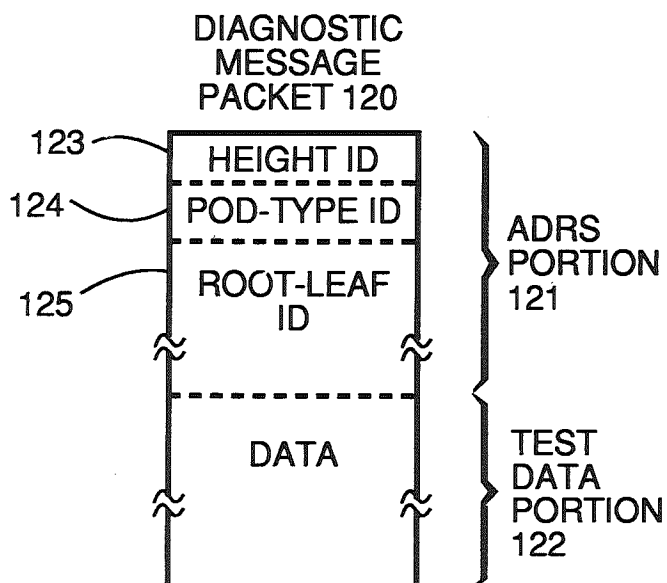 DIAGNOSTIC
MESSAGE
PACKET 120
123
HEIGHT ID
124
POD-TYPE ID
125
ROOT-LEAF
ID
ADRS
PORTION
121
DATA
TEST
DATA
PORTION
122